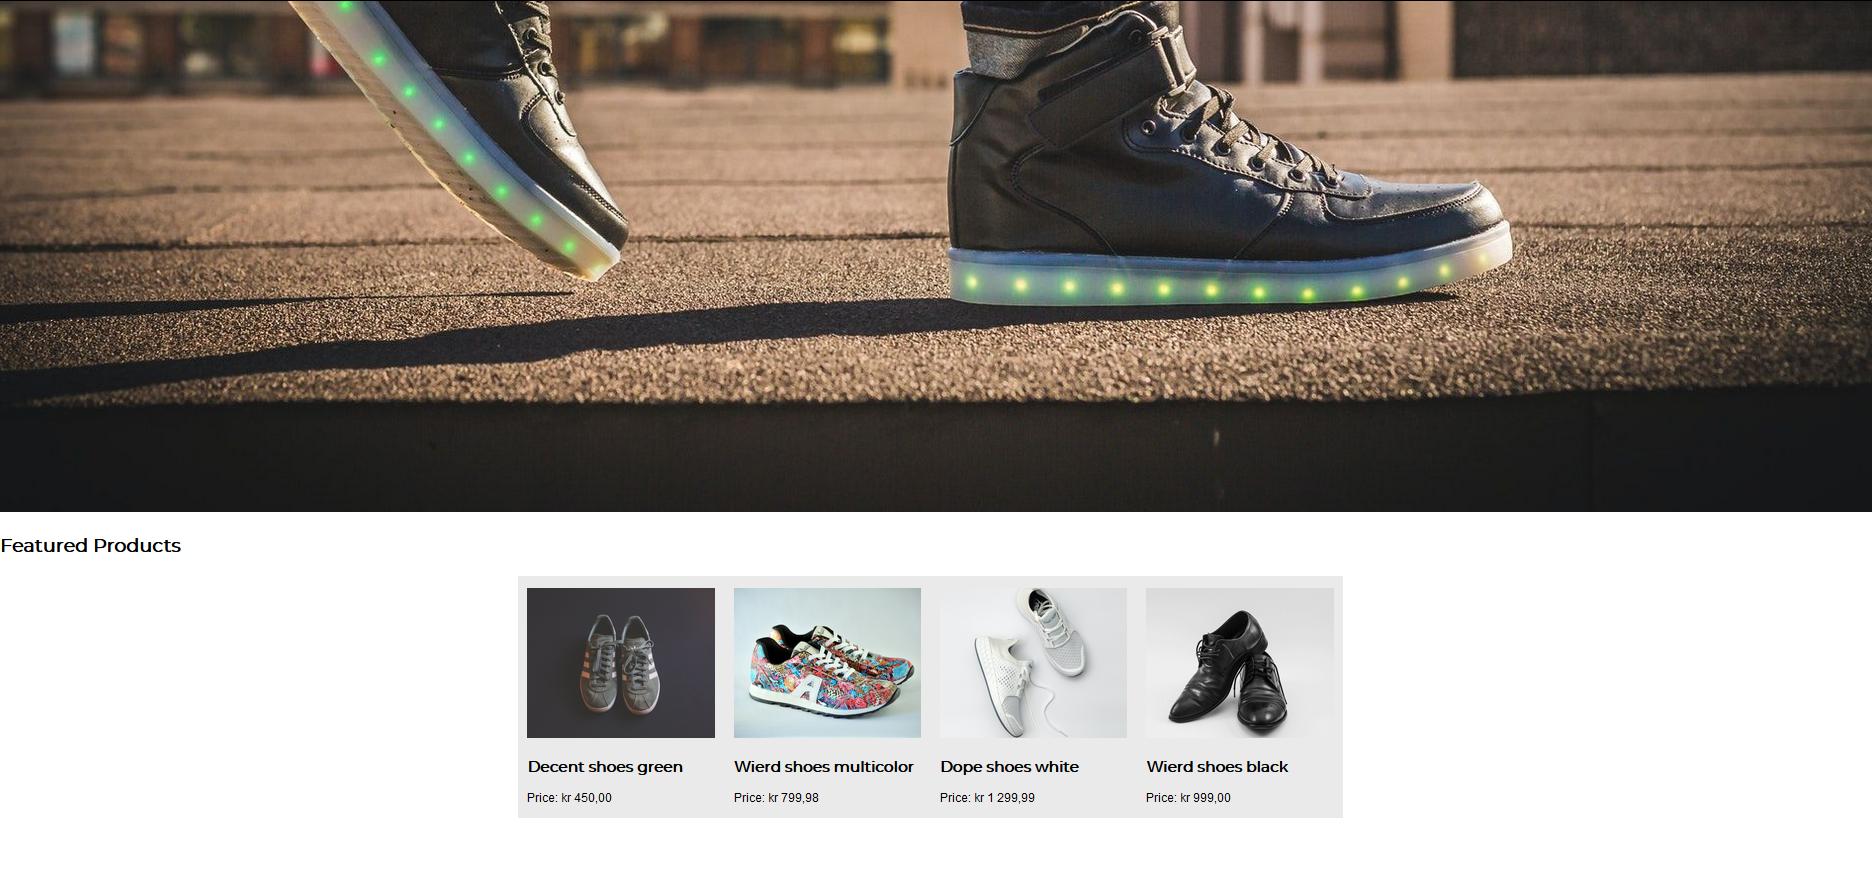 Featured Products
Decent shoes green
Wierd shoes multicolor
Dope shoes white
Wierd shoes black
Price: kr 450,00
Price: kr 799,98
Price: kr 1 299,99
Price: kr 999,00